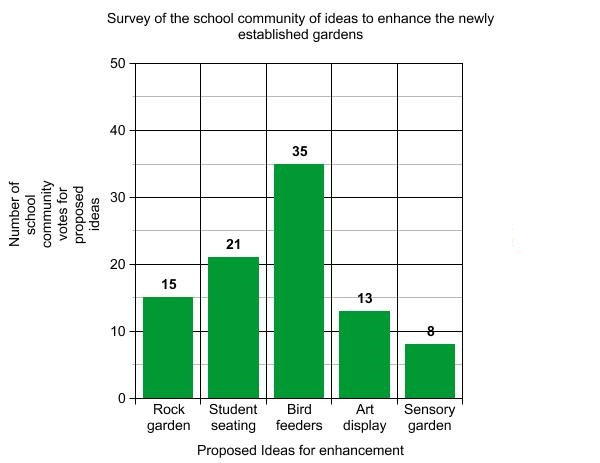 Survey of the school community of ideas to enhance the newly
established gardens
Number of
school
community
votes for
proposed
ideas
50
40
30
20
10
0
15
21
35
13
8
Rock
garden
Student
seating
Bird
feeders
Art
display
Sensory
garden
Proposed Ideas for enhancement